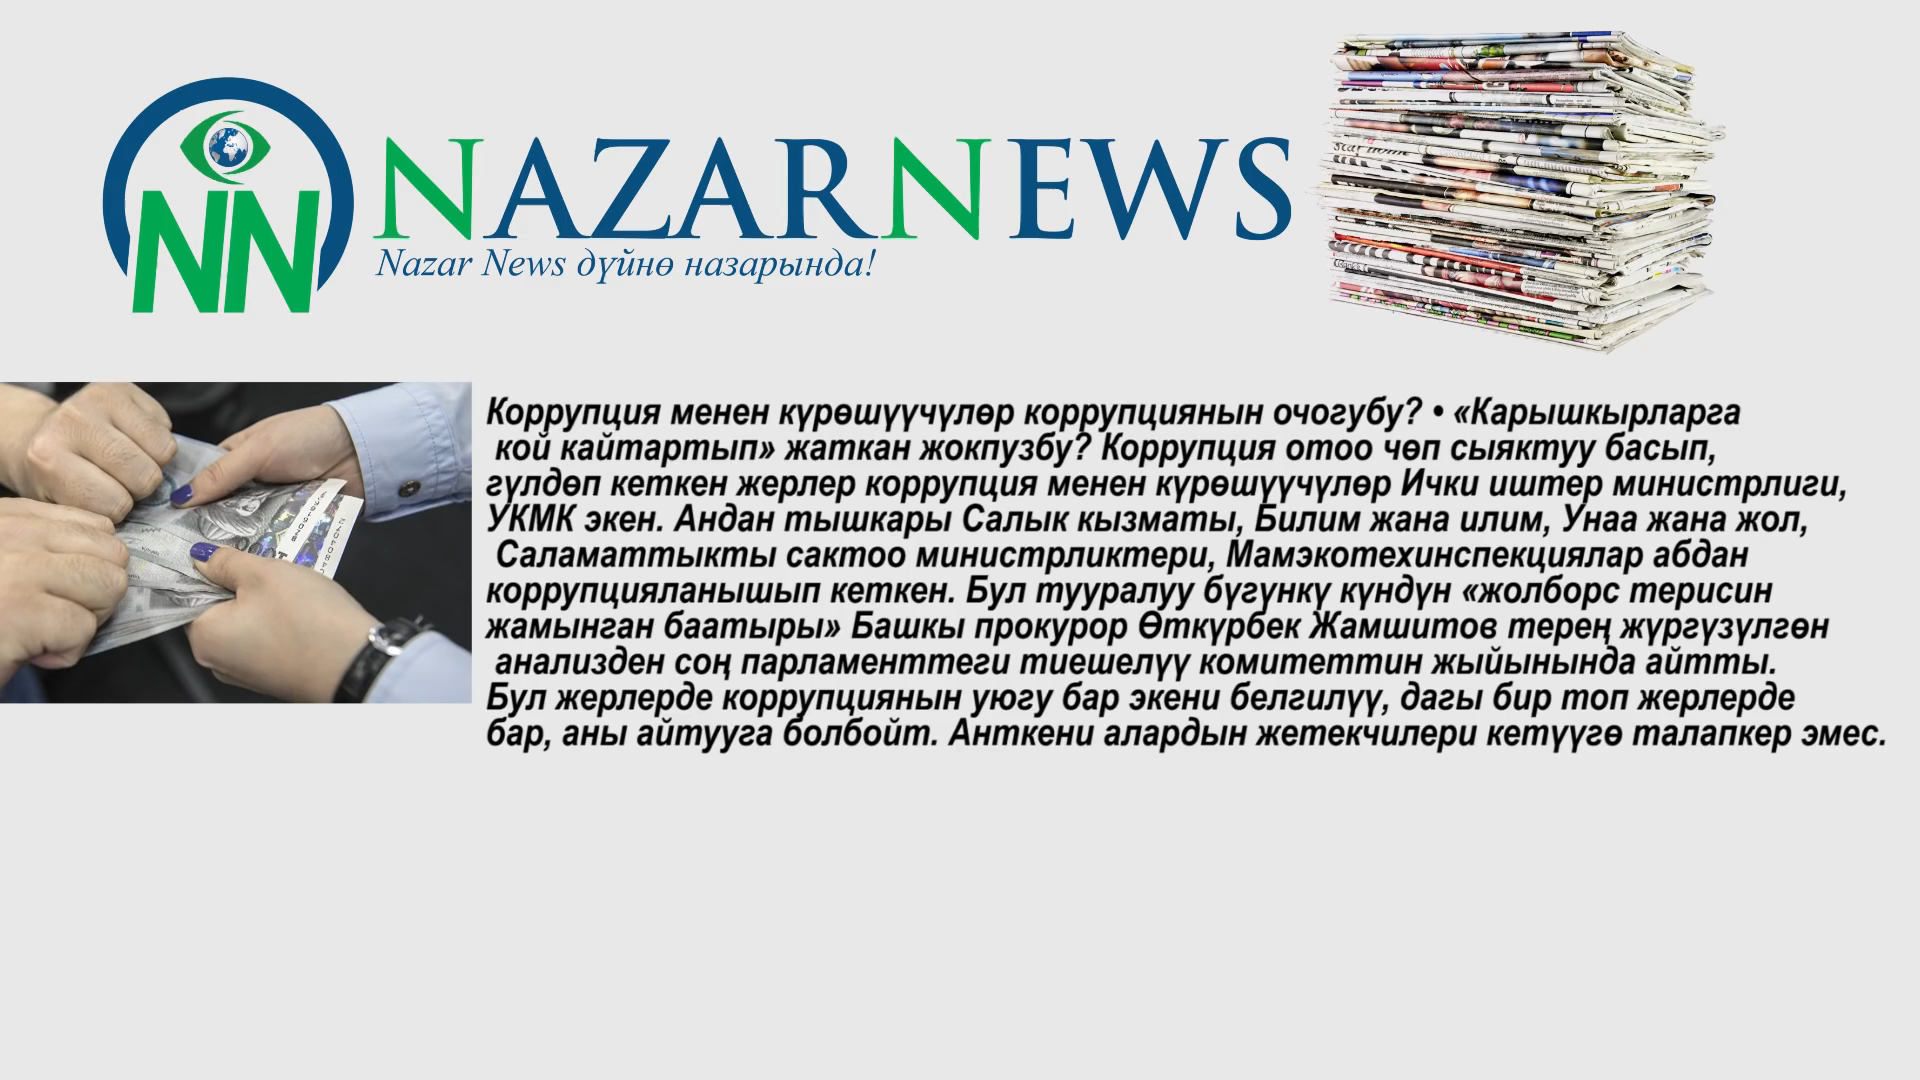 NN
NAZARNEWS
Nazar News дүйнө назарында!
Коррупция менен күрөшүүчүлөр коррупциянын очогубу? • «Карышкырларга
кой кайтартып» жаткан жокпузбу? Коррупция отоо чөп сыяктуу басып,
гүлдөп кеткен жерлер коррупция менен күрөшүүчүлөр Ички иштер министрлиги,
УКМК экен. Андан тышкары Салык кызматы, Билим жана илим, Унаа жана жол,
Саламаттыкты сактоо министрликтери, Мамэкотехинспекциялар абдан
коррупцияланышып кеткен. Бул тууралуу бүгүнкү күндүн «жолборс терисин
жамынган баатыры» Башкы прокурор Өткүрбек Жамшитов терең жүргүзүлгөн
анализден соң парламенттеги тиешелүү комитеттин жыйынында айтты.
Бул жерлерде коррупциянын уюгу бар экени белгилүү, дагы бир топ жерлерде
бар, аны айтууга болбойт. Анткени алардын жетекчилери кетүүгө талапкер эмес.